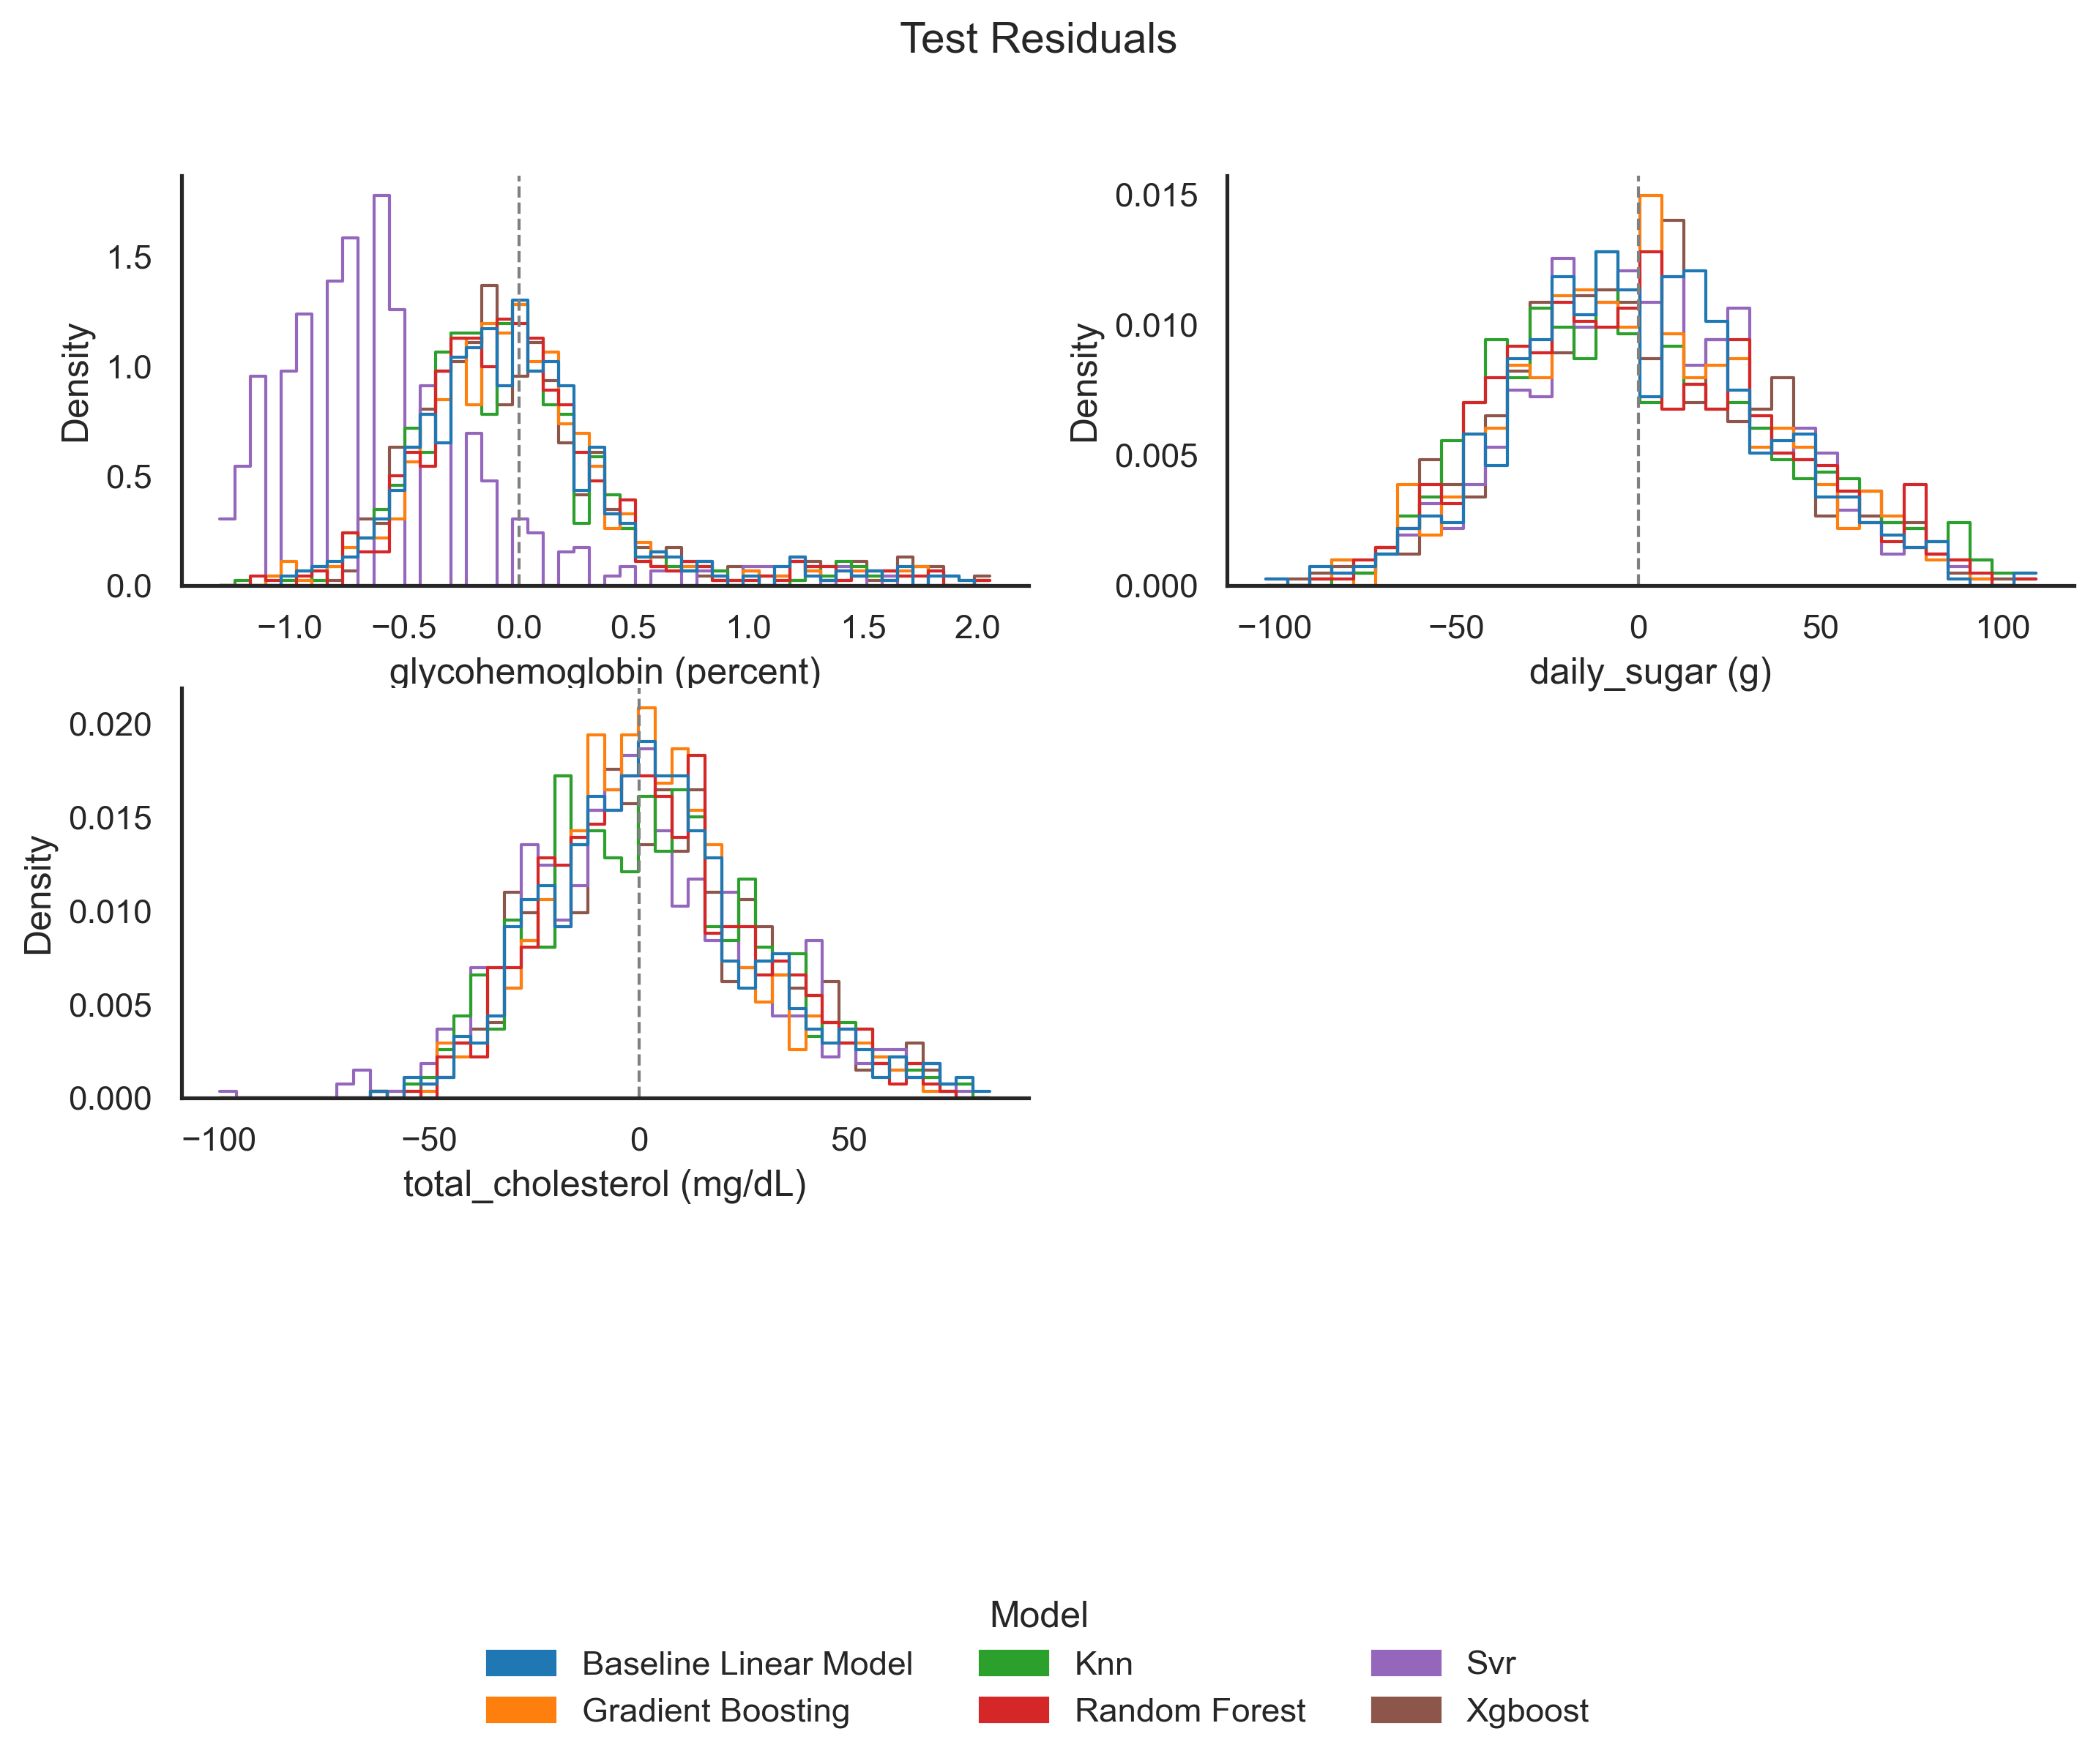 Test Residuals
Density
1.5
1.0
0.5
0.0
−1.0 −0.5 0.0 0.5 1.0 1.5 2.0
glycohemoglobin (percent)
Density
0.015
0.010
0.005
0.000
−100 −50 0 50 100
daily_sugar (g)
Density
0.020
0.015
0.010
0.005
0.000
−100 −50 0 50
total_cholesterol (mg/dL)
Model
Baseline Linear Model Knn Svr
Gradient Boosting Random Forest Xgboost